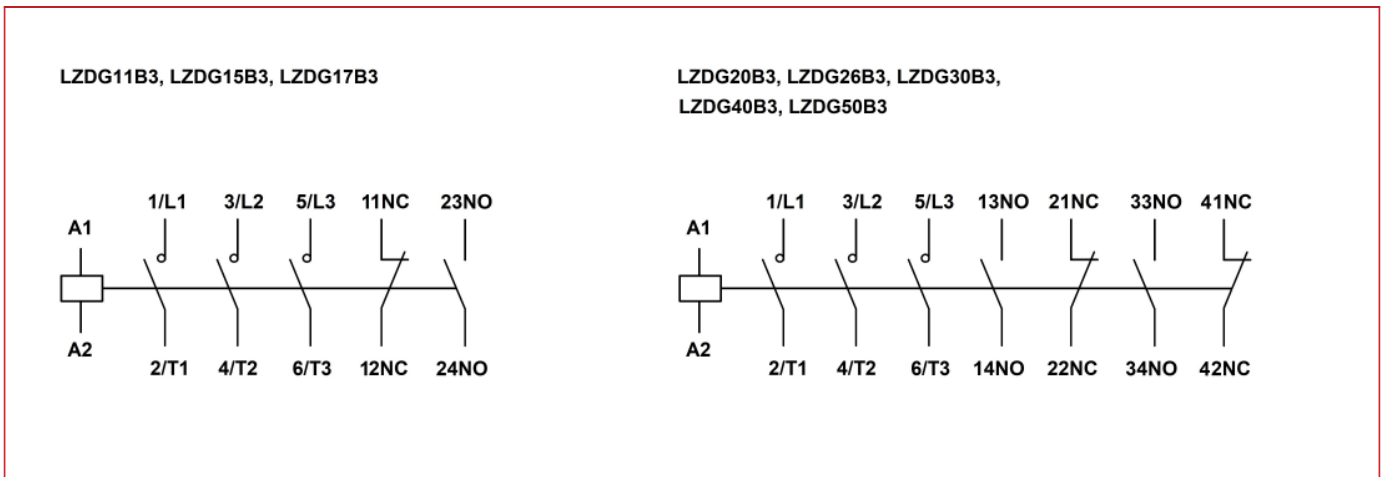 LZDG11B3, LZDG15B3, LZDG17B3
1/L1 3/L2 5/L3 11NC 23NO
A1
A2
2/T1 4/T2 6/T3 12NC 24NO
LZDG20B3, LZDG26B3, LZDG30B3,
LZDG40B3, LZDG50B3
1/L1 3/L2 5/L3 13NO 21NC 33NO 41NC
A1
A2
2/T1 4/T2 6/T3 14NO 22NC 34NO 42NC